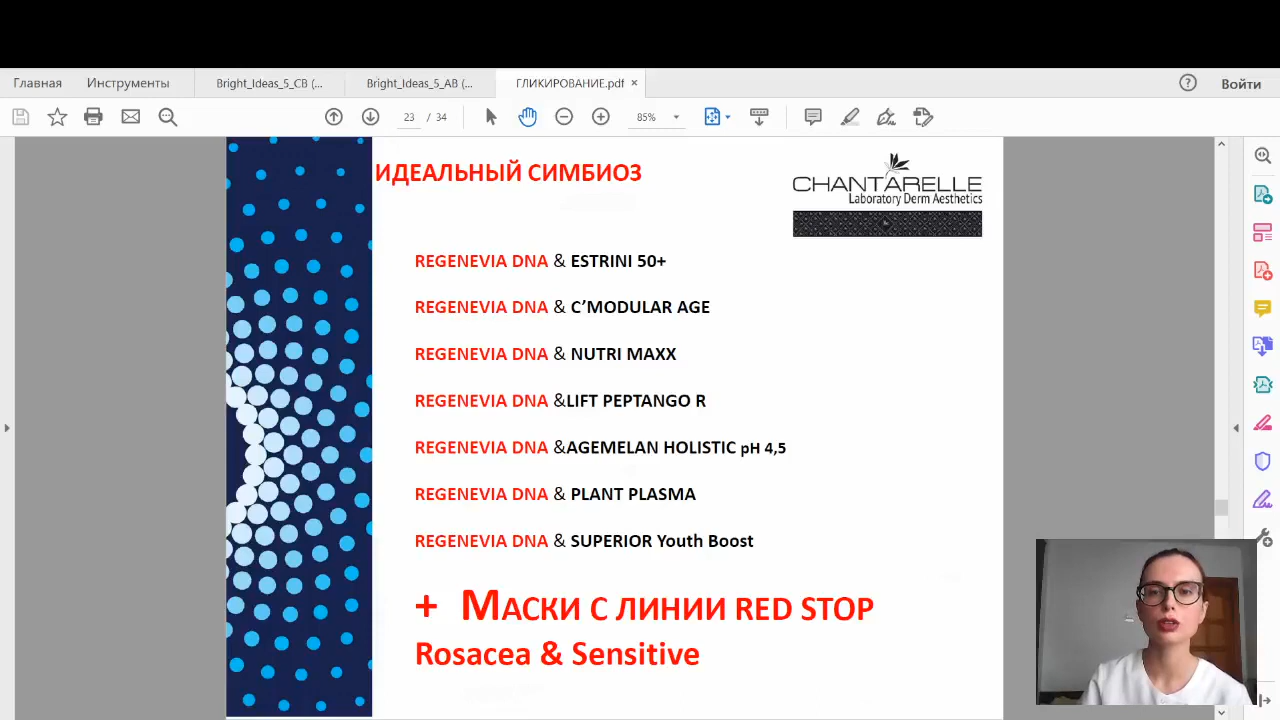 Главная Инструменты Bright_Ideas_5_CB (... Bright_Ideas_5_AB (... ГЛИКИРОВАНИЕ.pdf × Войти
23 / 34 85%
ИДЕАЛЬНЫЙ СИМБИОЗ
CHANTARELLE
Laboratory Derm Aesthetics
REGENEVIA DNA & ESTRINI 50+
REGENEVIA DNA & C’MODULAR AGE
REGENEVIA DNA & NUTRI MAXX
REGENEVIA DNA &LIFT PEPTANGO R
REGENEVIA DNA &AGEMELAN HOLISTIC pH 4,5
REGENEVIA DNA & PLANT PLASMA
REGENEVIA DNA & SUPERIOR Youth Boost
+ МАСКИ С ЛИНИИ RED STOP
Rosacea & Sensitive